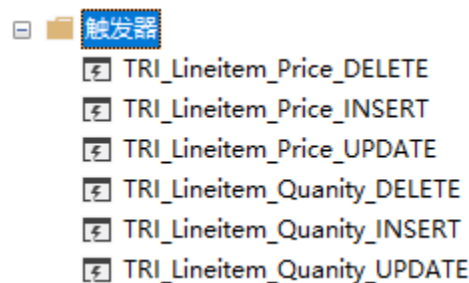 触发器
TRI_Lineitem_Price_DELETE
TRI_Lineitem_Price_INSERT
TRI_Lineitem_Price_UPDATE
TRI_Lineitem_Quanity_DELETE
TRI_Lineitem_Quanity_INSERT
TRI_Lineitem_Quanity_UPDATE